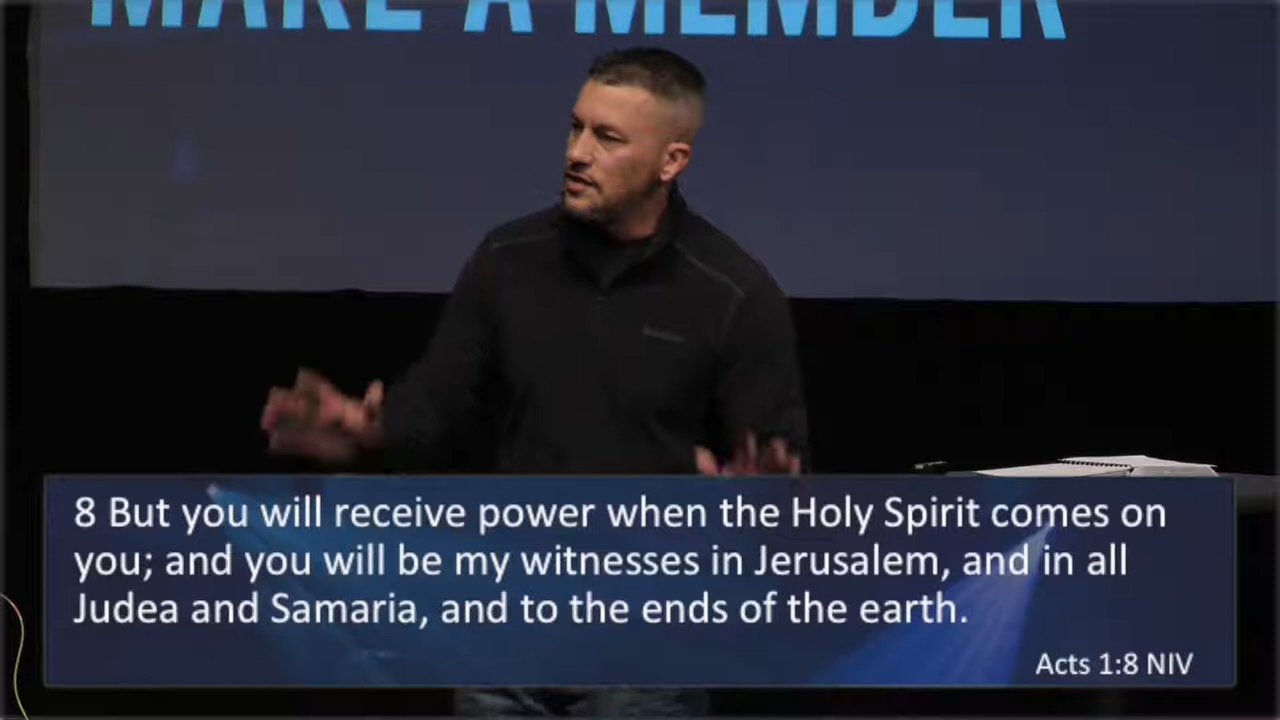 MAKE A MEMBER
8 But you will receive power when the Holy Spirit comes on
you; and you will be my witnesses in Jerusalem, and in all
Judea and Samaria, and to the ends of the earth.
Acts 1:8 NIV